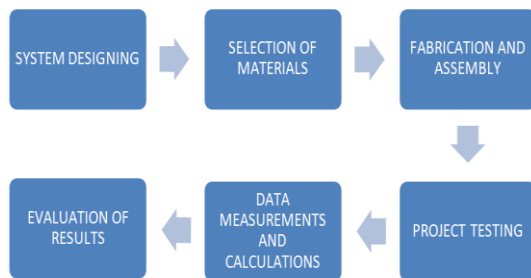 SYSTEM DESIGNING
SELECTION OF
MATERIALS
FABRICATION AND
ASSEMBLY
PROJECT TESTING
DATA
MEASUREMENTS
AND
CALCULATIONS
EVALUATION OF
RESULTS